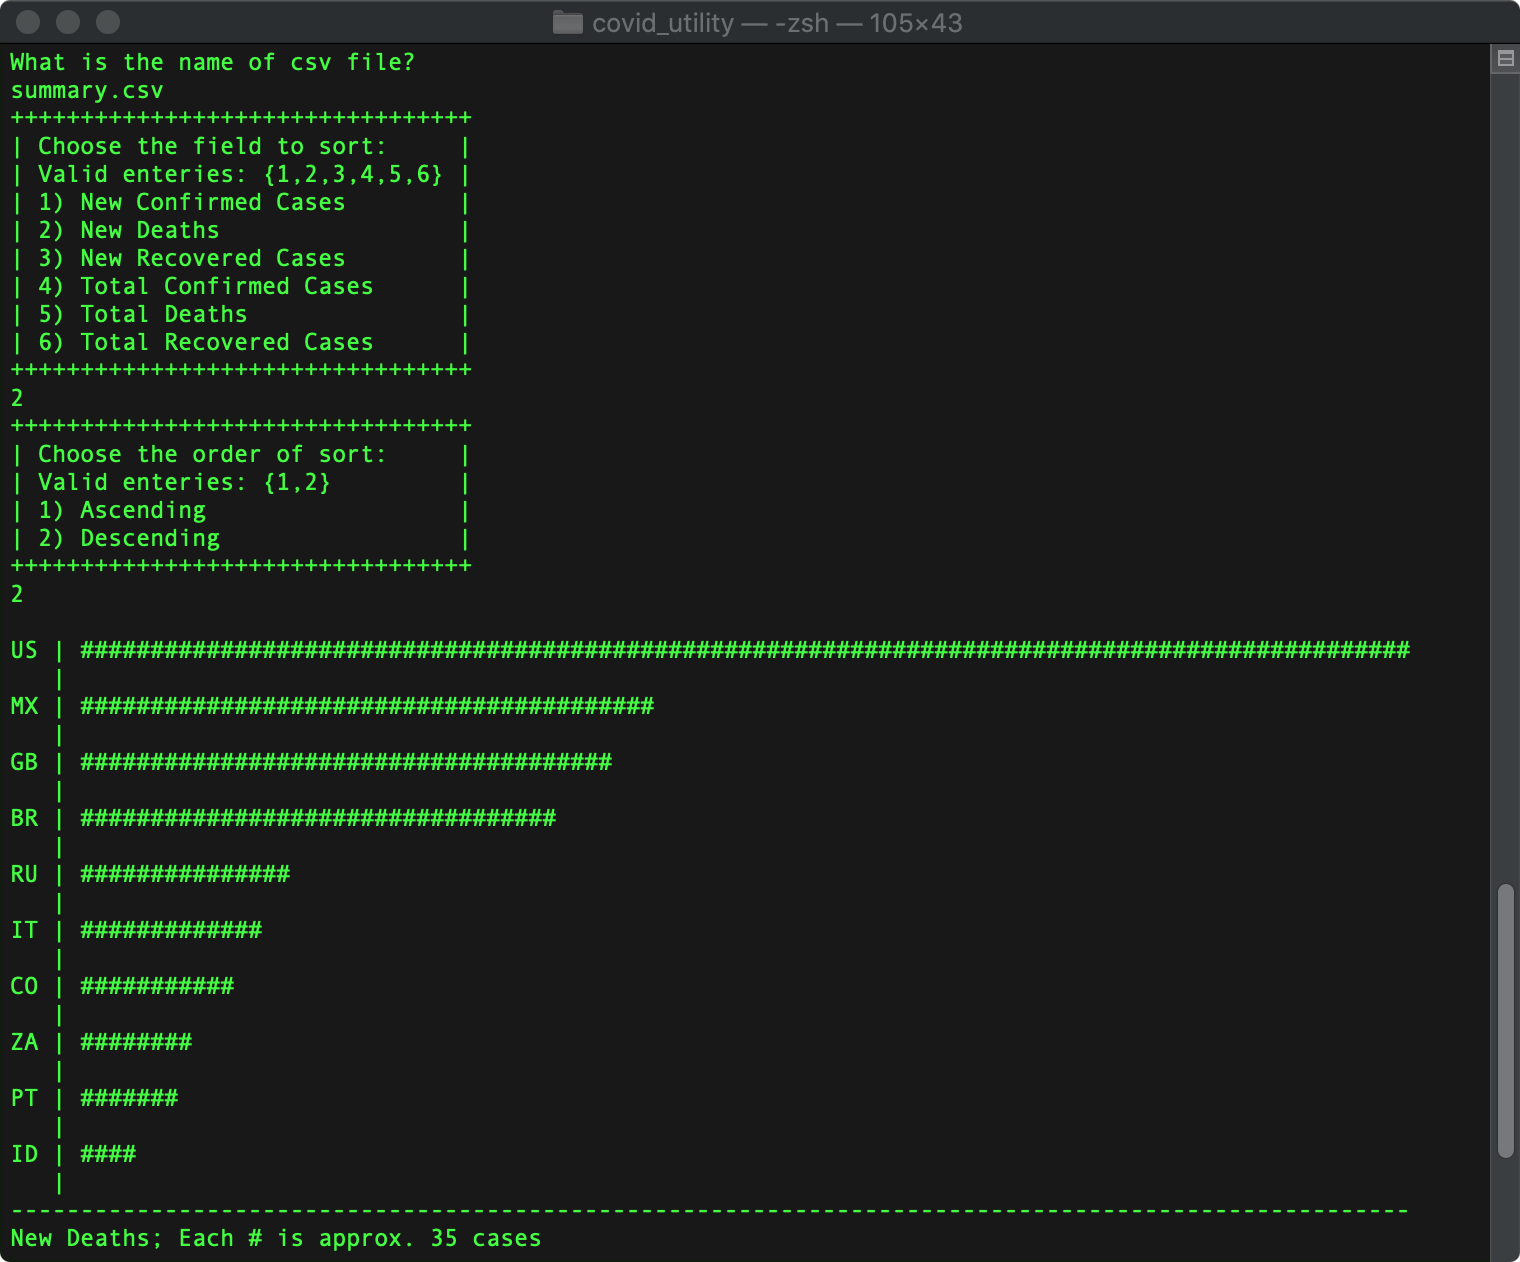 covid_utility — -zsh — 105×43
What is the name of csv file?
summary.csv
+++++++++++++++++++++++++++++++++
| Choose the field to sort:     |
| Valid enteries: {1,2,3,4,5,6} |
| 1) New Confirmed Cases        |
| 2) New Deaths                 |
| 3) New Recovered Cases        |
| 4) Total Confirmed Cases      |
| 5) Total Deaths               |
| 6) Total Recovered Cases      |
+++++++++++++++++++++++++++++++++
2
+++++++++++++++++++++++++++++++++
| Choose the order of sort:     |
| Valid enteries: {1,2}         |
| 1) Ascending                  |
| 2) Descending                 |
+++++++++++++++++++++++++++++++++
2
US | ###############################################################################################
   |
MX | #########################################
   |
GB | ######################################
   |
BR | ##################################
   |
RU | ###############
   |
IT | #############
   |
CO | ###########
   |
ZA | ########
   |
PT | #######
   |
ID | ####
   |
----------------------------------------------------------------------------------------------------
New Deaths; Each # is approx. 35 cases